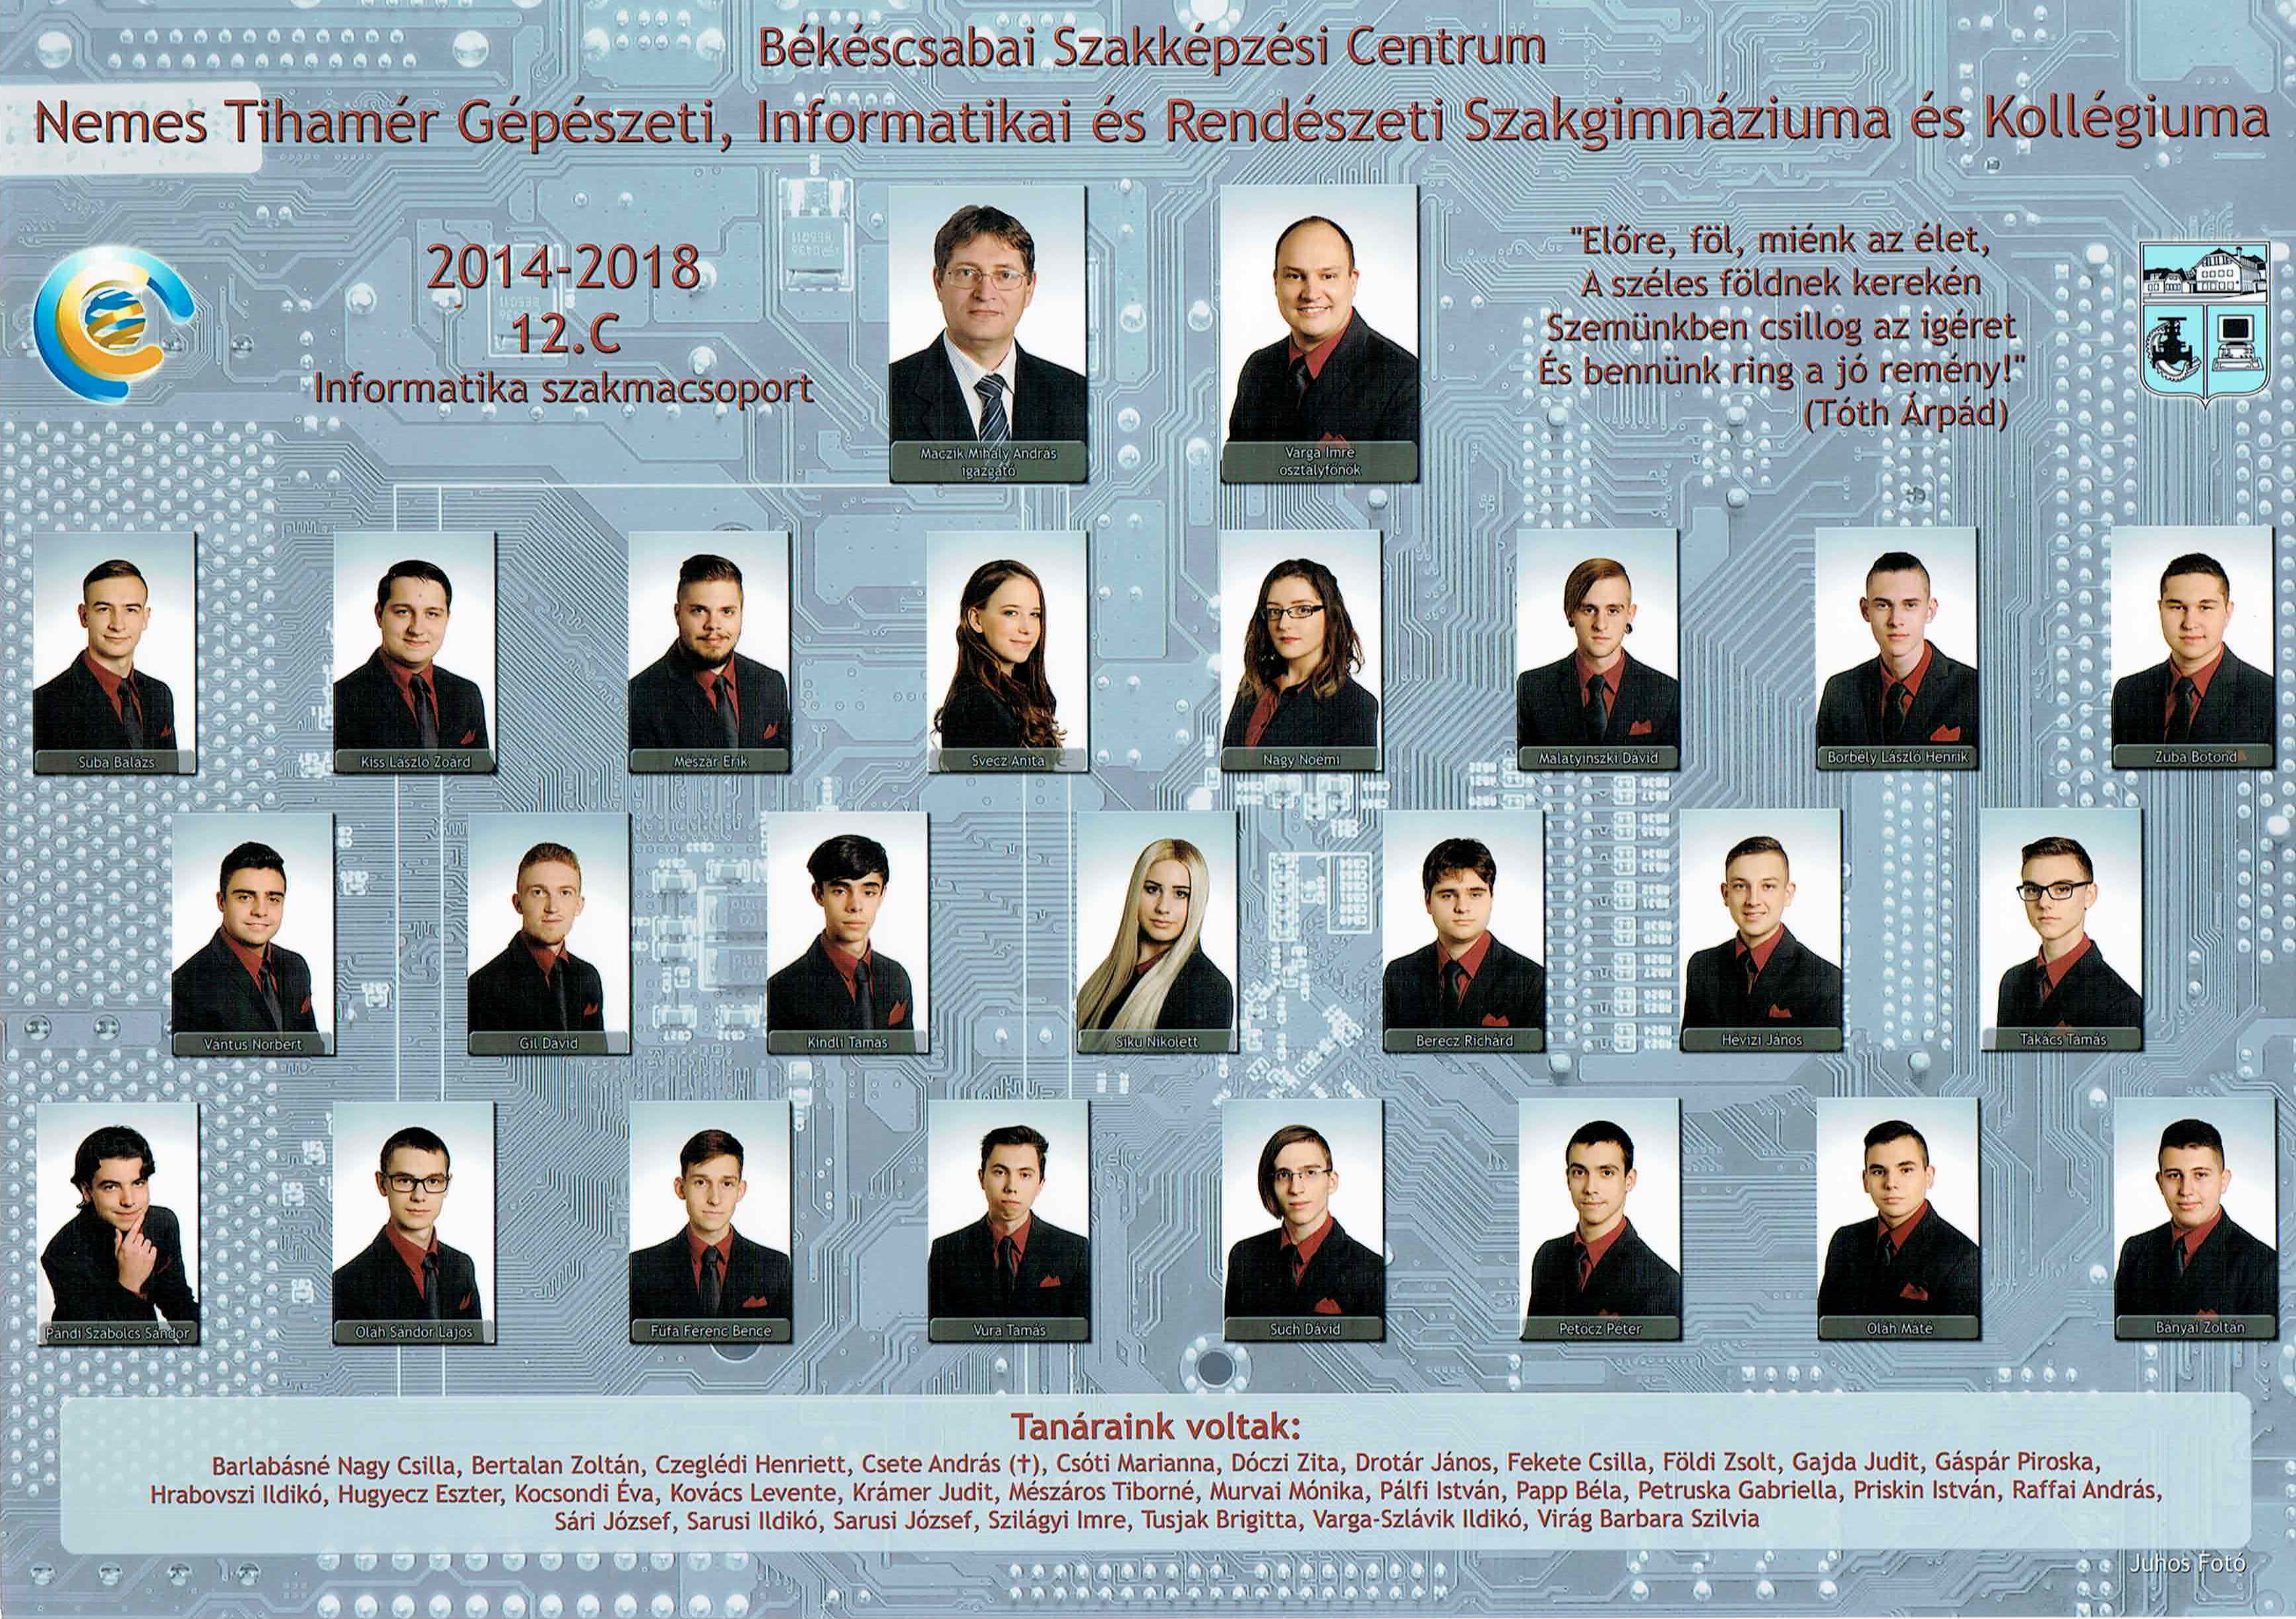 Békéscsabai Szakképzési Centrum
Nemes Tihamér Gépészeti, Informatikai és Rendészeti Szakgimnáziuma és Kollégiuma
2014-2018
12.C
Informatika szakmacsoport
Maczik Mihály András
igazgató
Varga Imre
osztályfőnök
"Előre, föl, miénk az élet,
A széles földnek kerekén
Szemünkben csillog az igéret
És bennünk ring a jó remény!"
(Tóth Árpád)
Suba Balázs
Kiss László Zoárd
Mészár Erik
Svecz Anita
Nagy Noémi
Malatyinszki Dávid
Borbély László Henrik
Zuba Botond
Vantus Norbert
Gil Dávid
Kindli Tamás
Siku Nikolett
Berecz Richárd
Hévizi János
Takács Tamás
Pándi Szabolcs Sándor
Oláh Sándor Lajos
Füfa Ferenc Bence
Vura Tamás
Such Dávid
Petőcz Péter
Oláh Máté
Bányai Zoltán
Tanáraink voltak:
Barlabásné Nagy Csilla, Bertalan Zoltán, Czeglédi Henriett, Csete András (†), Csóti Marianna, Dóczi Zita, Drotár János, Fekete Csilla, Földi Zsolt, Gajda Judit, Gáspár Piroska,
Hrabovszi Ildikó, Hugyecz Eszter, Kocsondi Éva, Kovács Levente, Krámer Judit, Mészáros Tiborné, Murvai Mónika, Pálfi István, Papp Béla, Petruska Gabriella, Priskin István, Raffai András,
Sári József, Sarusi Ildikó, Sarusi József, Szilágyi Imre, Tusjak Brigitta, Varga-Szlávik Ildikó, Virág Barbara Szilvia
Juhos Fotó